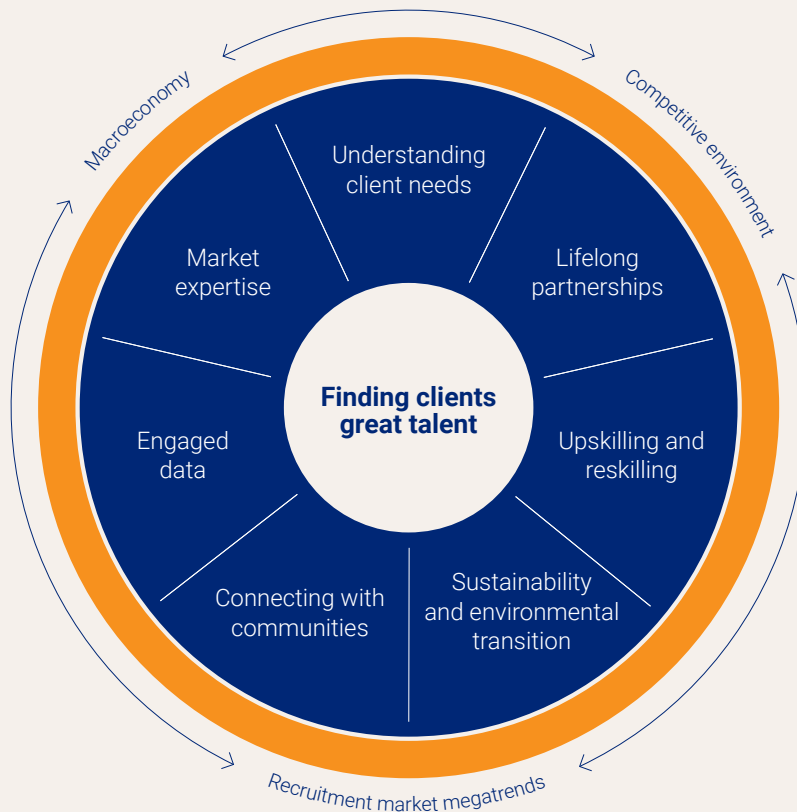 Macroeconomy
Competitive environment
Understanding
client needs
Lifelong
partnerships
Upskilling and
reskilling
Sustainability
and environmental
transition
Connecting with
communities
Engaged
data
Market
expertise
Finding clients
great talent
Recruitment market megatrends